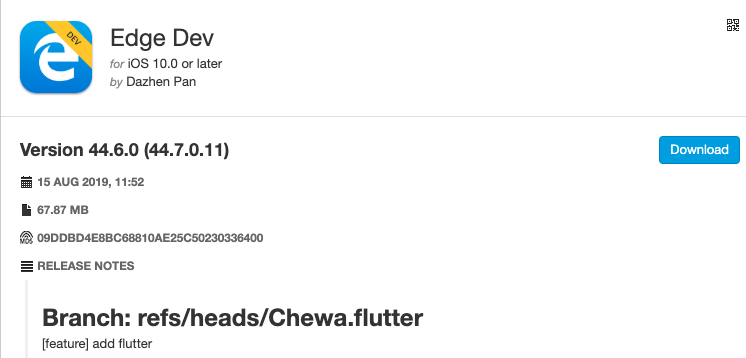 DEV
Edge Dev
for iOS 10.0 or later
by Dazhen Pan
Version 44.6.0 (44.7.0.11)
Download
15 AUG 2019, 11:52
67.87 MB
MD5
09DDBD4E8BC68810AE25C50230336400
RELEASE NOTES
Branch: refs/heads/Chewa.flutter
[feature] add flutter